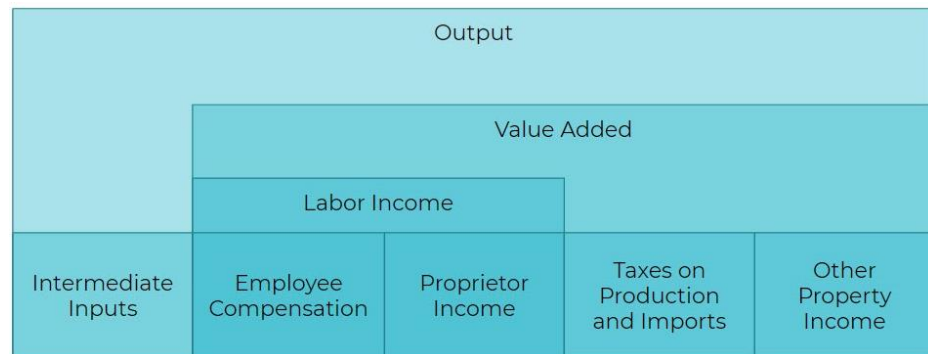 Output
Value Added
Labor Income
Intermediate
Inputs
Employee
Compensation
Proprietor
Income
Taxes on
Production
and Imports
Other
Property
Income